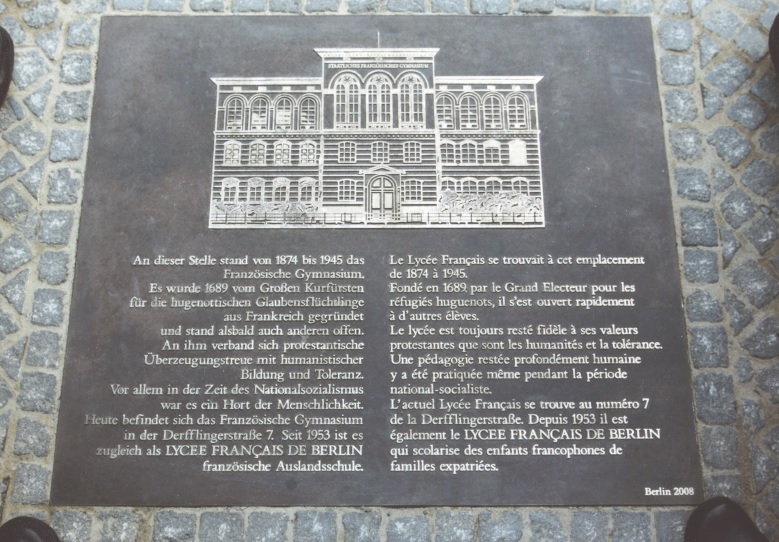 STAATLICHES FRANZÖSISCHES GYMNASIUM
An dieser Stelle stand von 1874 bis 1945 das
Französische Gymnasium.
Es wurde 1689 vom Großen Kurfürsten
für die hugenottischen Glaubensflüchtlinge
aus Frankreich gegründet
und stand alsbald auch anderen offen.
An ihm verband sich protestantische
Überzeugungstreue mit humanistischer
Bildung und Toleranz.
Vor allem in der Zeit des Nationalsozialismus
war es ein Hort der Menschlichkeit.
Heute befindet sich das Französische Gymnasium
in der Derfflingerstraße 7. Seit 1953 ist es
zugleich als LYCEE FRANÇAIS DE BERLIN
französische Auslandsschule.
Le Lycée Français se trouvait à cet emplacement
de 1874 à 1945.
Fondé en 1689 par le Grand Electeur pour les
réfugiés huguenots, il s'est ouvert rapidement
à d'autres élèves.
Le lycée est toujours resté fidèle à ses valeurs
protestantes que sont les humanités et la tolérance.
Une pédagogie restée profondément humaine
y a été pratiquée même pendant la période
national-socialiste.
L'actuel Lycée Français se trouve au numéro 7
de la Derfflingerstraße. Depuis 1953 il est
également le LYCEE FRANÇAIS DE BERLIN
qui scolarise des enfants francophones de
familles expatriées.
Berlin 2008